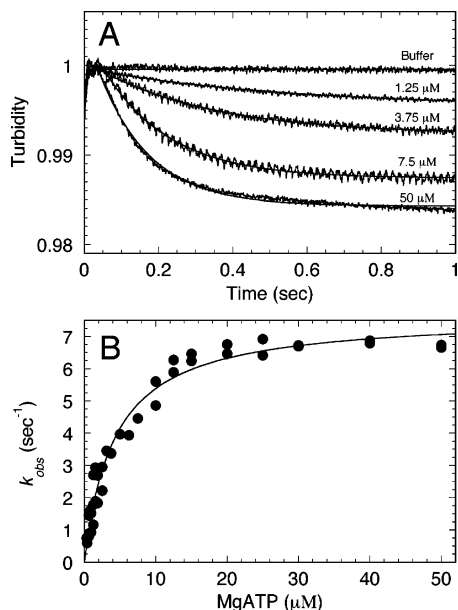 A
Turbidity
1
0.99
0.98
Buffer
1.25 μM
3.75 μM
7.5 μM
50 μM
0 0.2 0.4 0.6 0.8 1
Time (sec)
B
k_obs (sec⁻¹)
8
7
6
5
4
3
2
1
0
0 10 20 30 40 50
MgATP (μM)